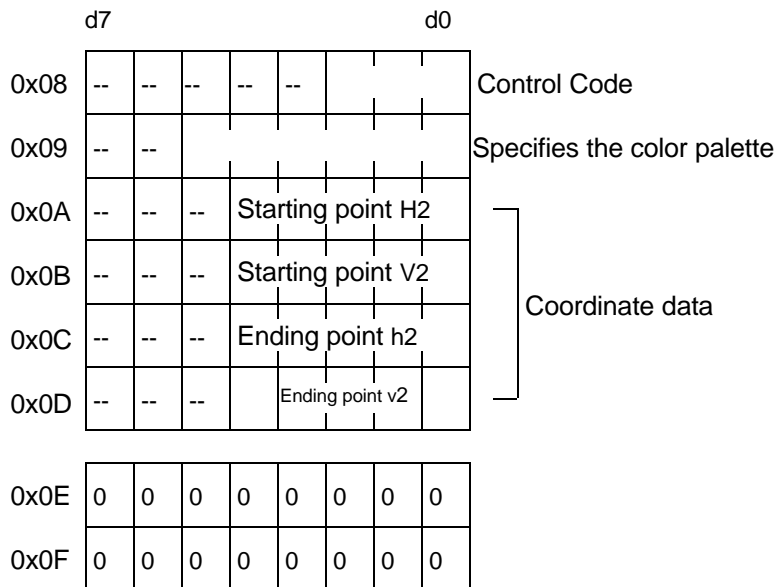 d7 d0
0x08 -- -- -- -- -- Control Code
0x09 -- -- Specifies the color palette
0x0A -- -- -- Starting point H2
0x0B -- -- -- Starting point V2
Coordinate data
0x0C -- -- -- Ending point h2
0x0D -- -- -- Ending point v2
0x0E 0 0 0 0 0 0 0 0
0x0F 0 0 0 0 0 0 0 0